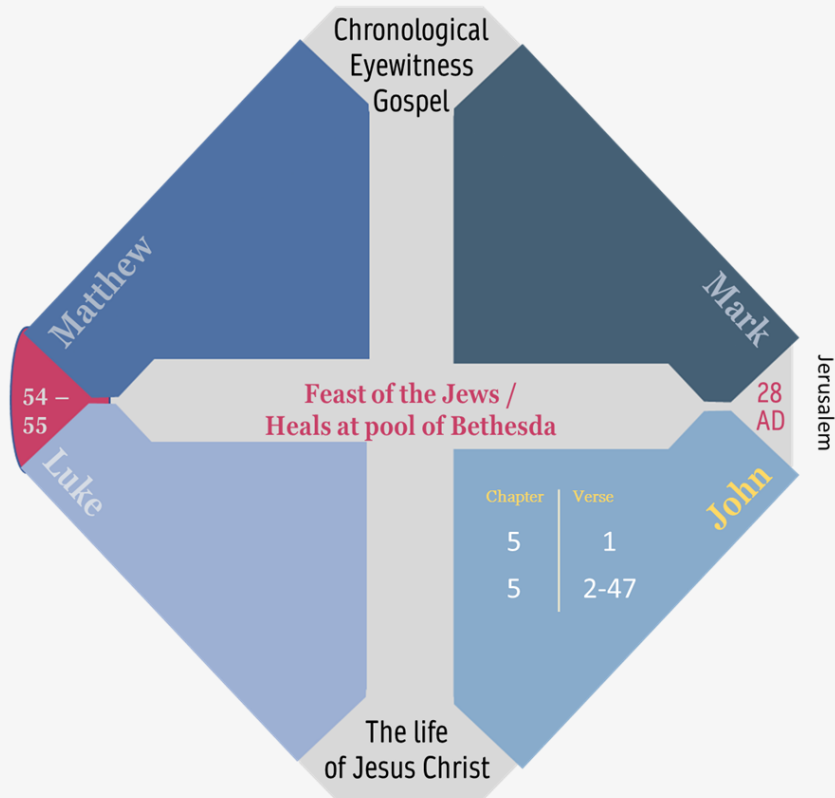 Chronological
Eyewitness
Gospel
Matthew
Mark
54 –
55
Feast of the Jews /
Heals at pool of Bethesda
28
AD
Jerusalem
Luke
John
Chapter Verse
5 1
5 2-47
The life
of Jesus Christ